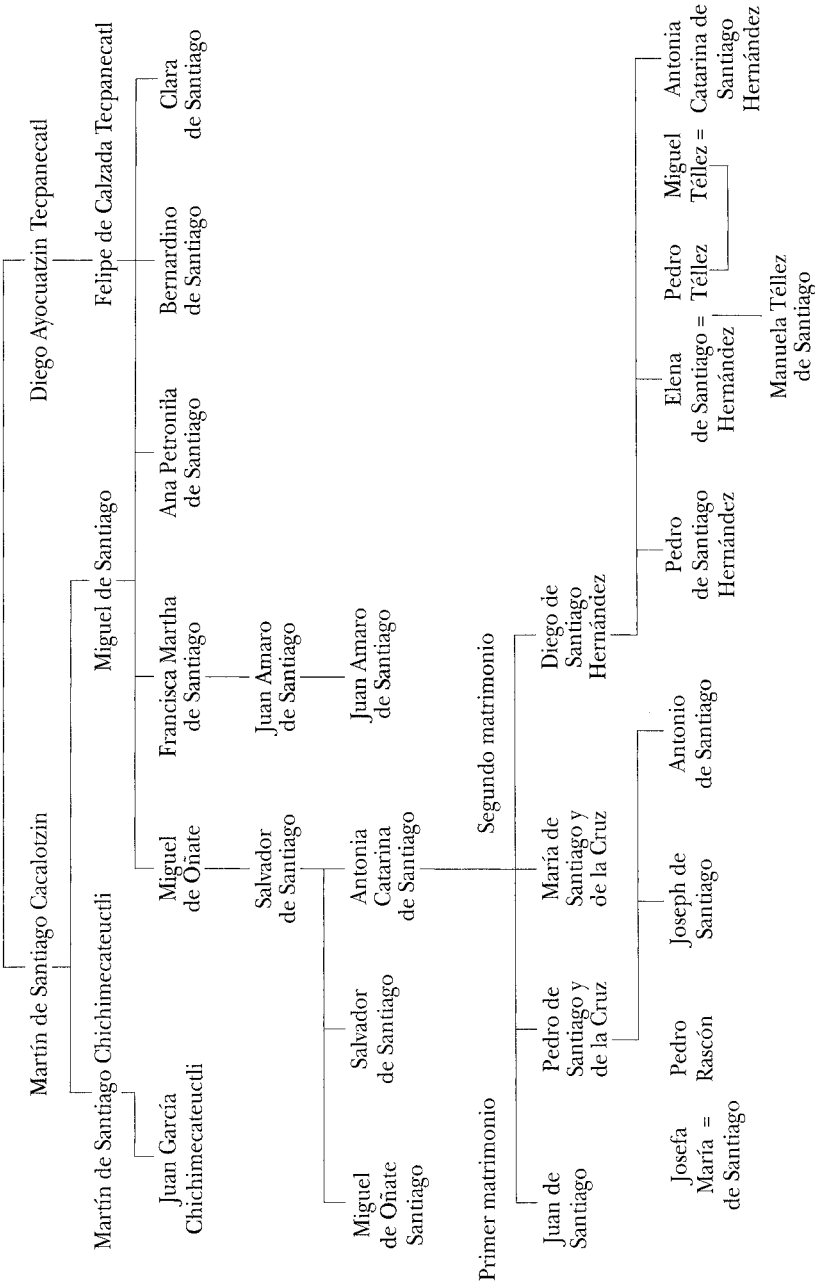 Martín de Santiago Cacalotzin
Diego Ayocuatzin Tecpanecatl
Martín de Santiago Chichimecateuctli
Miguel de Santiago
Felipe de Calzada Tecpanecatl
Juan García
Chichimecateuctli
Miguel
de Oñate
Francisca Martha
de Santiago
Ana Petronila
de Santiago
Bernardino
de Santiago
Clara
de Santiago
Salvador
de Santiago
Juan Amaro
de Santiago
Miguel
de Oñate
Santiago
Salvador
de Santiago
Antonia
Catarina
de Santiago
Juan Amaro
de Santiago
Primer matrimonio
Segundo matrimonio
Juan de
Santiago
Pedro de
Santiago y
de la Cruz
María de
Santiago y
de la Cruz
Diego de
Santiago
Hernández
Josefa
María =
de Santiago
Pedro
Rascón
Joseph de
Santiago
Antonio
de Santiago
Pedro
de Santiago
Hernández
Elena
de Santiago =
Hernández
Pedro
Téllez
Miguel
Téllez =
Antonia
Catarina de
Santiago
Hernández
Manuela Téllez
de Santiago